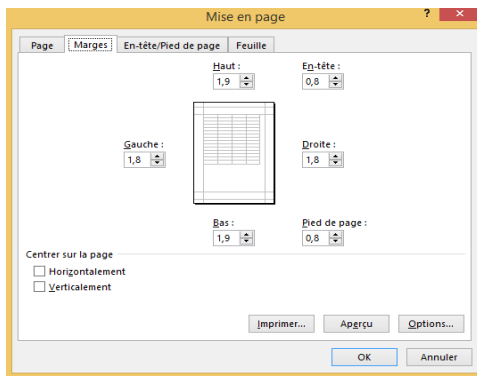 Mise en page
? ×
Page Marges En-tête/Pied de page Feuille
Haut : En-tête :
1,9 0,8
Gauche : Droite :
1,8 1,8
Bas : Pied de page :
1,9 0,8
Centrer sur la page
Horizontalement
Verticalement
Imprimer... Aperçu Options...
OK Annuler